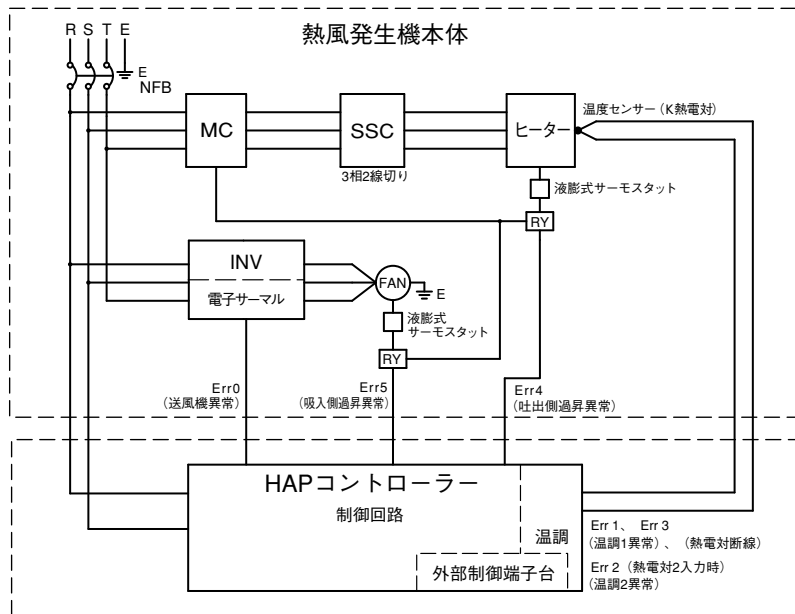 R S T E
熱風発生機本体
E
NFB
温度センサー（K熱電対）
MC
SSC
ヒーター
3相2線切り
液膨式サーモスタット
RY
INV
電子サーマル
FAN
E
液膨式
サーモスタット
RY
Err0
（送風機異常）
Err5
（吸入側過昇異常）
Err4
（吐出側過昇異常）
HAPコントローラー
制御回路
温調
外部制御端子台
Err 1、 Err 3
（温調1異常）、（熱電対断線）
Err 2（熱電対2入力時）
（温調2異常）